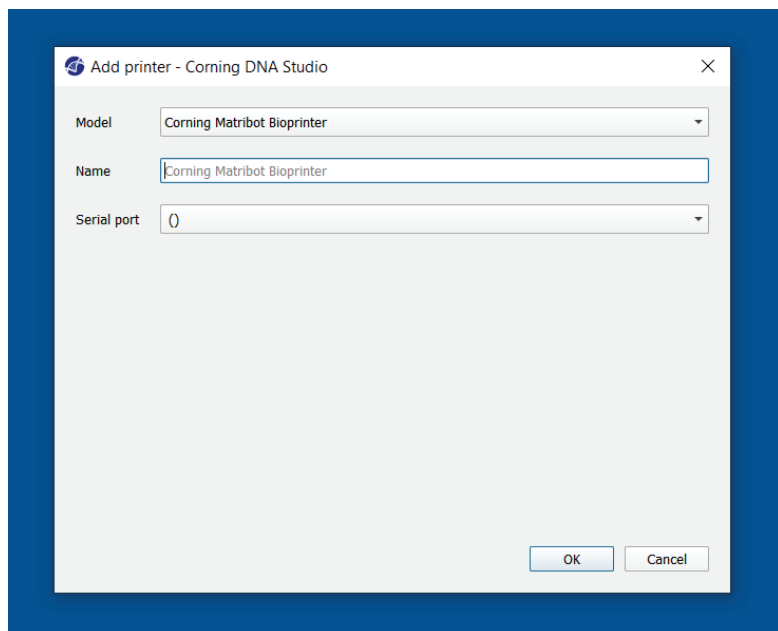 Add printer - Corning DNA Studio
Model Corning Matribot Bioprinter
Name Corning Matribot Bioprinter
Serial port ()
OK Cancel